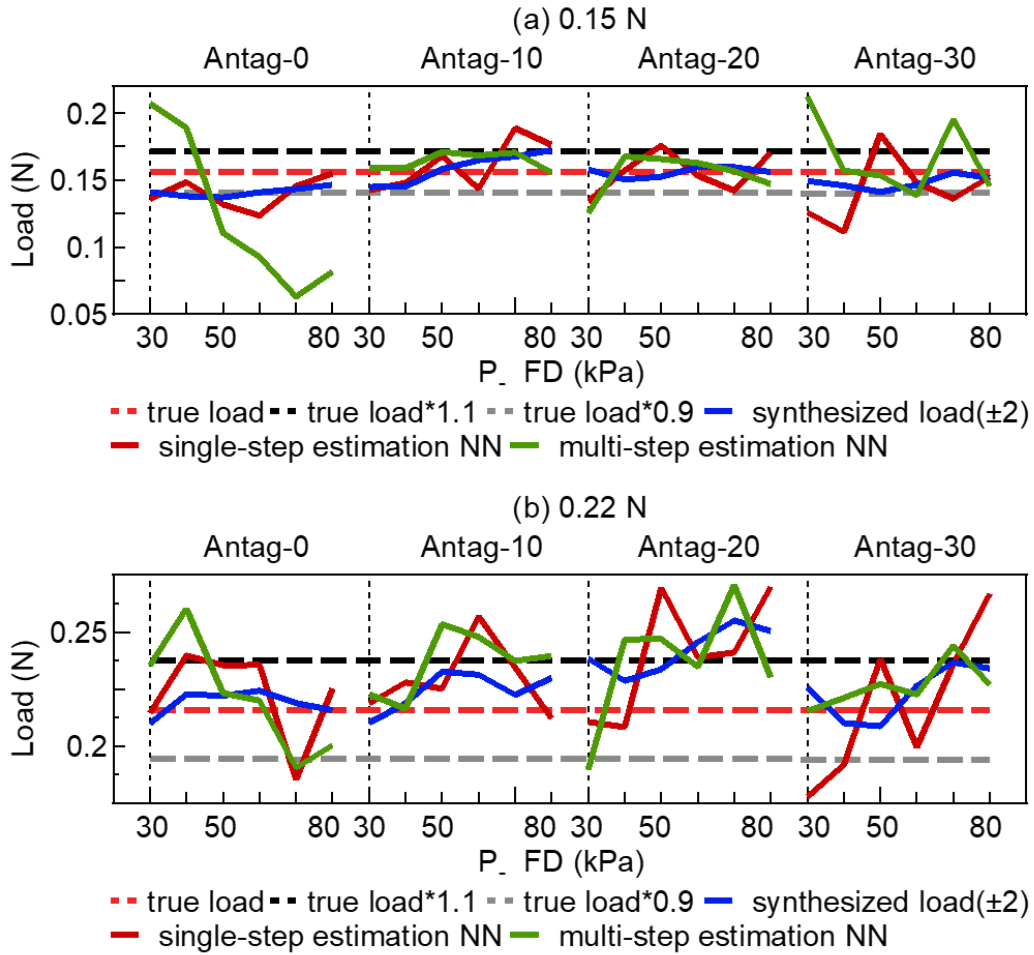 (a) 0.15 N
Antag-0 Antag-10 Antag-20 Antag-30
0.2
0.15
0.1
0.05
Load (N)
30 50 80 30 50 80 30 50 80 30 50 80
P_ FD (kPa)
true load true load*1.1 true load*0.9 synthesized load(±2)
single-step estimation NN multi-step estimation NN
(b) 0.22 N
Antag-0 Antag-10 Antag-20 Antag-30
0.25
0.2
Load (N)
30 50 80 30 50 80 30 50 80 30 50 80
P_ FD (kPa)
true load true load*1.1 true load*0.9 synthesized load(±2)
single-step estimation NN multi-step estimation NN